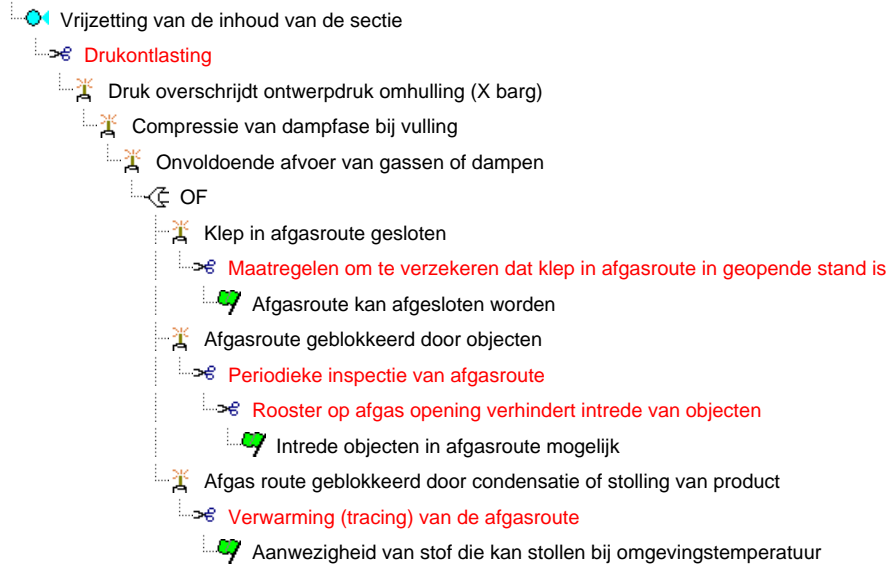 Vrijzetting van de inhoud van de sectie
Drukontlasting
Druk overschrijdt ontwerpdruk omhulling (X barg)
Compressie van dampfase bij vulling
Onvoldoende afvoer van gassen of dampen
OF
Klep in afgasroute gesloten
Maatregelen om te verzekeren dat klep in afgasroute in geopende stand is
Afgasroute kan afgesloten worden
Afgasroute geblokkeerd door objecten
Periodieke inspectie van afgasroute
Rooster op afgas opening verhindert intrede van objecten
Intrede objecten in afgasroute mogelijk
Afgas route geblokkeerd door condensatie of stolling van product
Verwarming (tracing) van de afgasroute
Aanwezigheid van stof die kan stollen bij omgevingstemperatuur